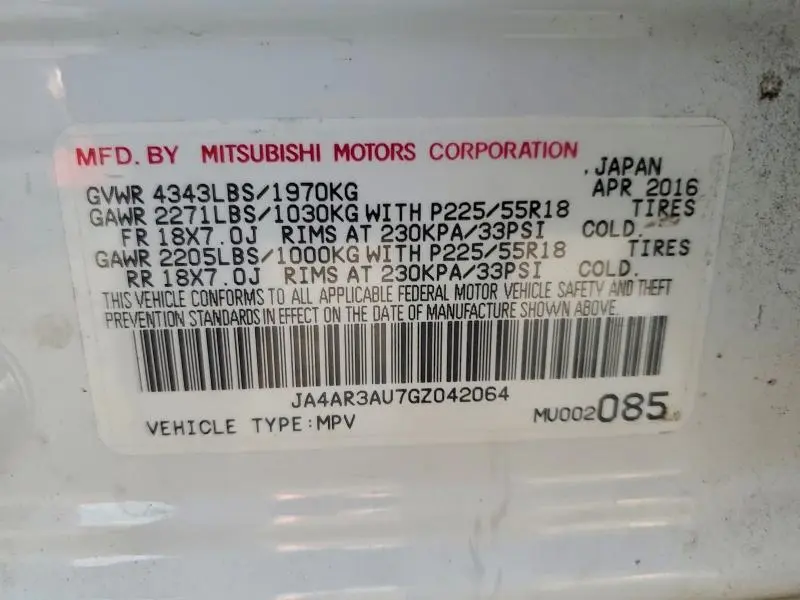 MFD. BY MITSUBISHI MOTORS CORPORATION
. JAPAN
GVWR 4343LBS/1970KG APR 2016
GAWR 2271LBS/1030KG WITH P225/55R18 TIRES
FR 18X7.0J RIMS AT 230KPA/33PSI COLD.
GAWR 2205LBS/1000KG WITH P225/55R18 TIRES
RR 18X7.0J RIMS AT 230KPA/33PSI COLD.
THIS VEHICLE CONFORMS TO ALL APPLICABLE FEDERAL MOTOR VEHICLE SAFETY AND THEFT
PREVENTION STANDARDS IN EFFECT ON THE DATE OF MANUFACTURE SHOWN ABOVE.
JA4AR3AU7GZ042064
VEHICLE TYPE:MPV MU002085